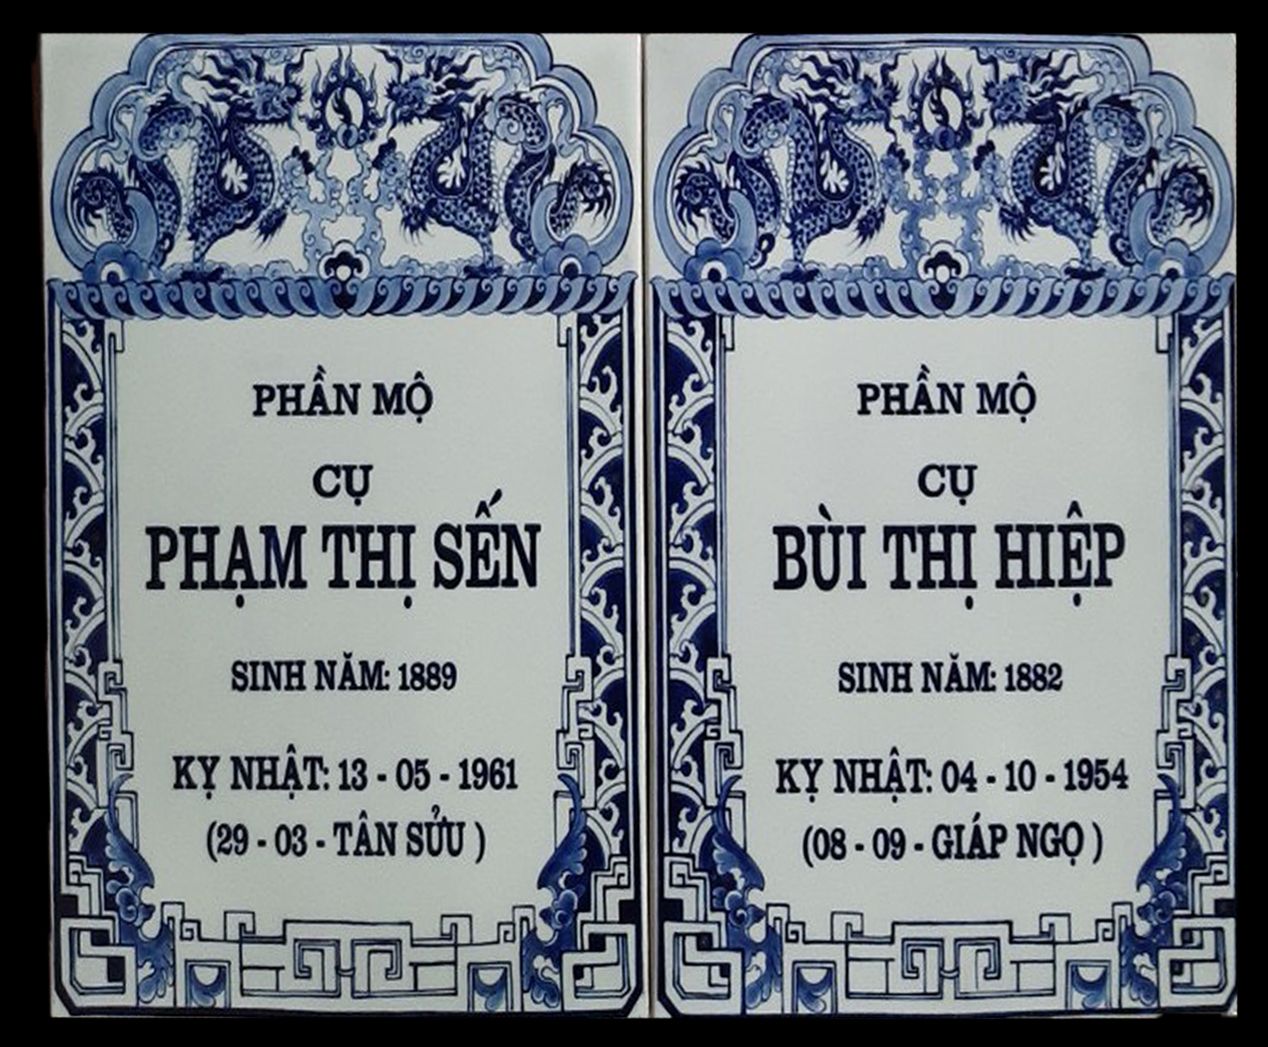 PHẦN MỘ
CỤ
PHẠM THỊ SẾN
SINH NĂM: 1889
KỴ NHẬT: 13 - 05 - 1961
(29 - 03 - TÂN SỬU )
PHẦN MỘ
CỤ
BÙI THỊ HIỆP
SINH NĂM: 1882
KỴ NHẬT: 04 - 10 - 1954
(08 - 09 - GIÁP NGỌ )